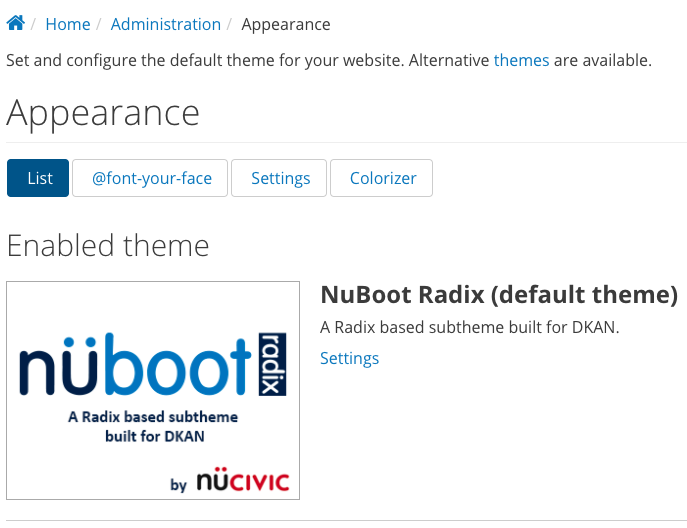 / Home / Administration / Appearance
Set and configure the default theme for your website. Alternative themes are available.
Appearance
List @font-your-face Settings Colorizer
Enabled theme
nüboot radix
A Radix based subtheme
built for DKAN
by nüCIVIC
NuBoot Radix (default theme)
A Radix based subtheme built for DKAN.
Settings